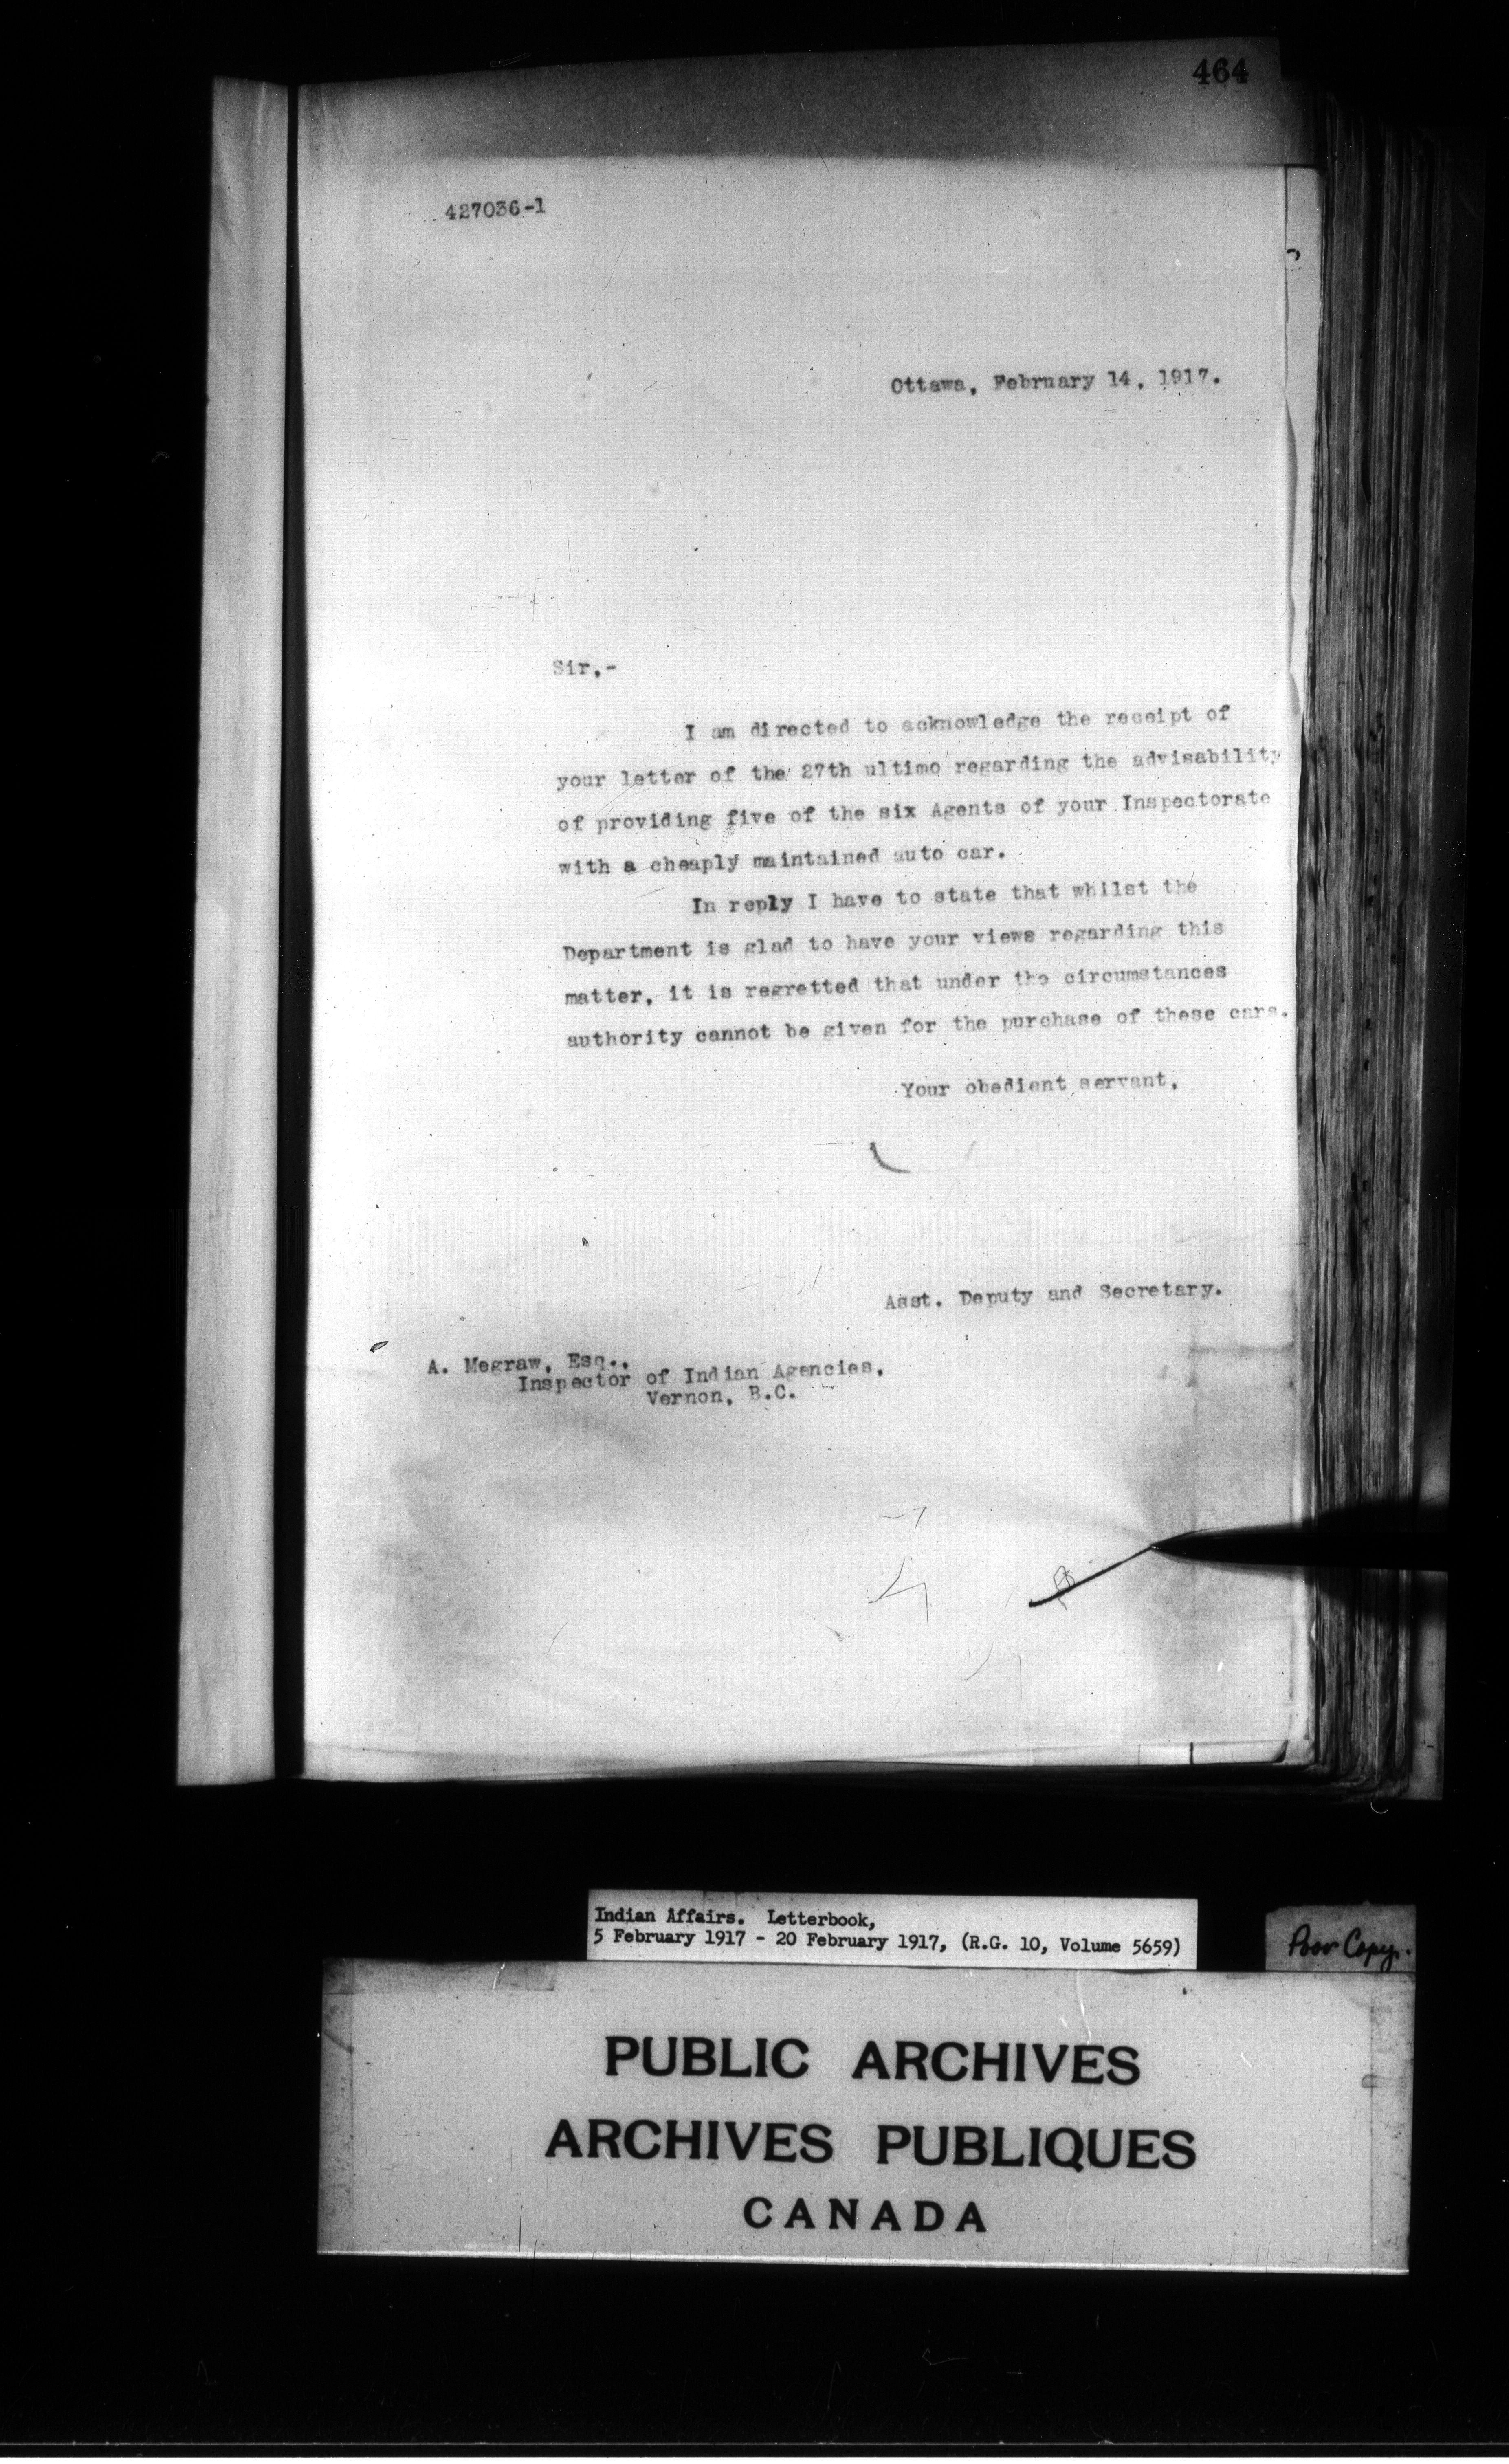 464
427036-1
Ottawa, February 14, 1917.
Sir,-
I am directed to acknowledge the receipt of
your letter of the 27th ultimo regarding the advisability
of providing five of the six Agents of your Inspectorate
with a cheaply maintained auto car.
In reply I have to state that whilst the
Department is glad to have your views regarding this
matter, it is regretted that under the circumstances
authority cannot be given for the purchase of these cars.
Your obedient servant,
Asst. Deputy and Secretary.
A. Megraw, Esq.,
Inspector of Indian Agencies,
Vernon, B.C.
Indian Affairs. Letterbook,
5 February 1917 - 20 February 1917, (R.G. 10, Volume 5659)
Poor Copy.
PUBLIC ARCHIVES
ARCHIVES PUBLIQUES
CANADA